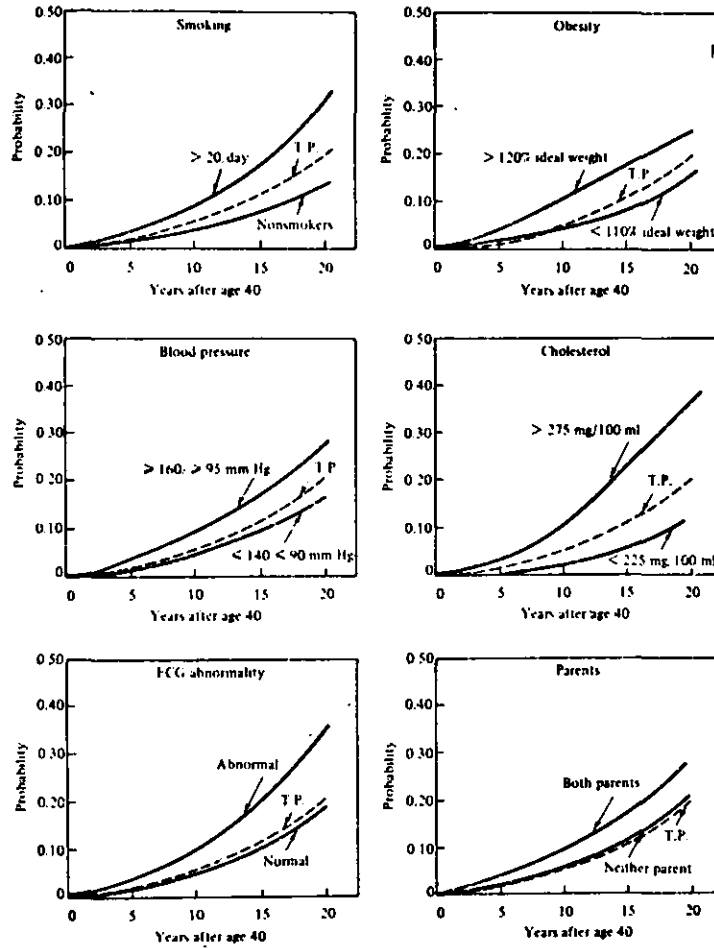 Smoking
0.50
0.30
0.20
0.10
0
Probability
> 20/day
T.P.
Nonsmokers
0 5 10 15 20
Years after age 40
Obesity
0.50
0.30
0.20
0.10
0
Probability
> 120% ideal weight
T.P.
< 110% ideal weight
0 5 10 15 20
Years after age 40
Blood pressure
0.50
0.40
0.30
0.20
0.10
0
Probability
≥ 160/ ≥ 95 mm Hg
T.P.
< 140 < 90 mm Hg
0 5 10 15 20
Years after age 40
Cholesterol
0.50
0.40
0.30
0.20
0.10
0
Probability
> 275 mg/100 ml
T.P.
< 225 mg/100 ml
0 5 10 15 20
Years after age 40
ECG abnormality
0.50
0.40
0.30
0.20
0.10
0
Probability
Abnormal
T.P.
Normal
0 5 10 15 20
Years after age 40
Parents
0.50
0.40
0.30
0.20
0.10
0
Probability
Both parents
T.P.
Neither parent
0 5 10 15 20
Years after age 40